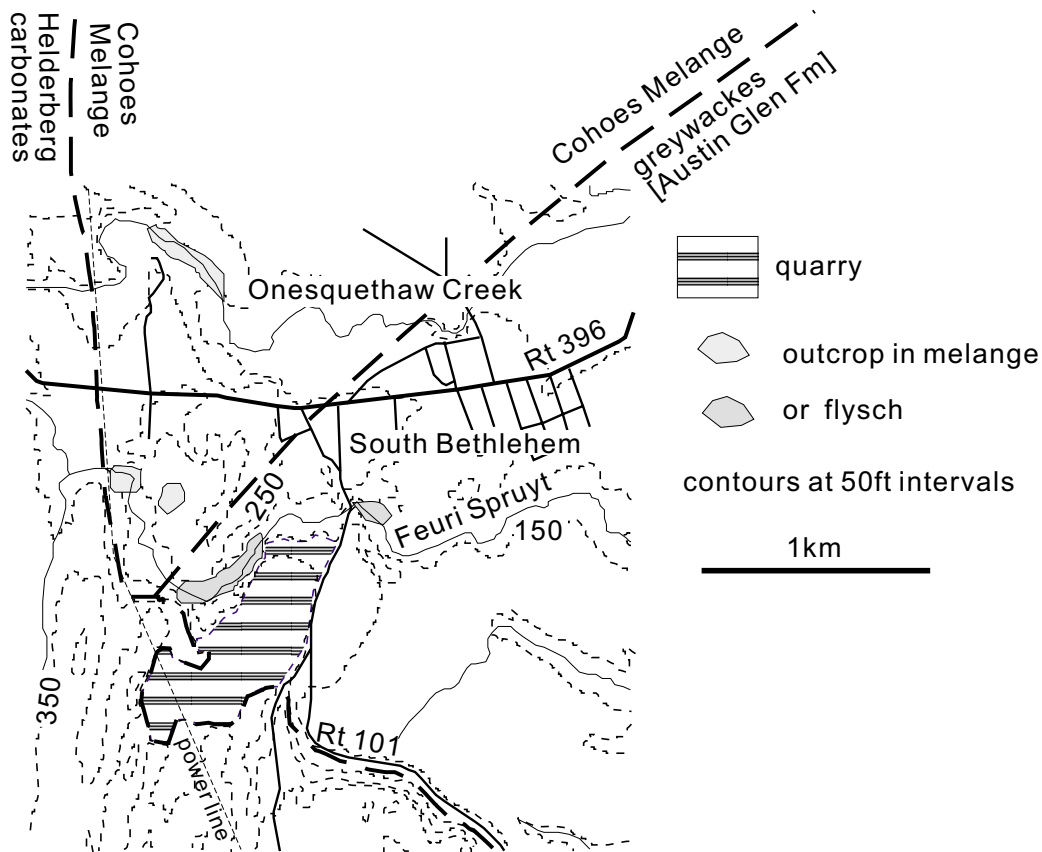 Helderberg
carbonates
Cohoes
Melange
Cohoes Melange
greywackes
[Austin Glen Fm]
quarry
Onesquethaw Creek
Rt 396
outcrop in melange
or flysch
South Bethlehem
250
Feuri Spruyt
150
contours at 50ft intervals
1km
350
Rt 101
power line